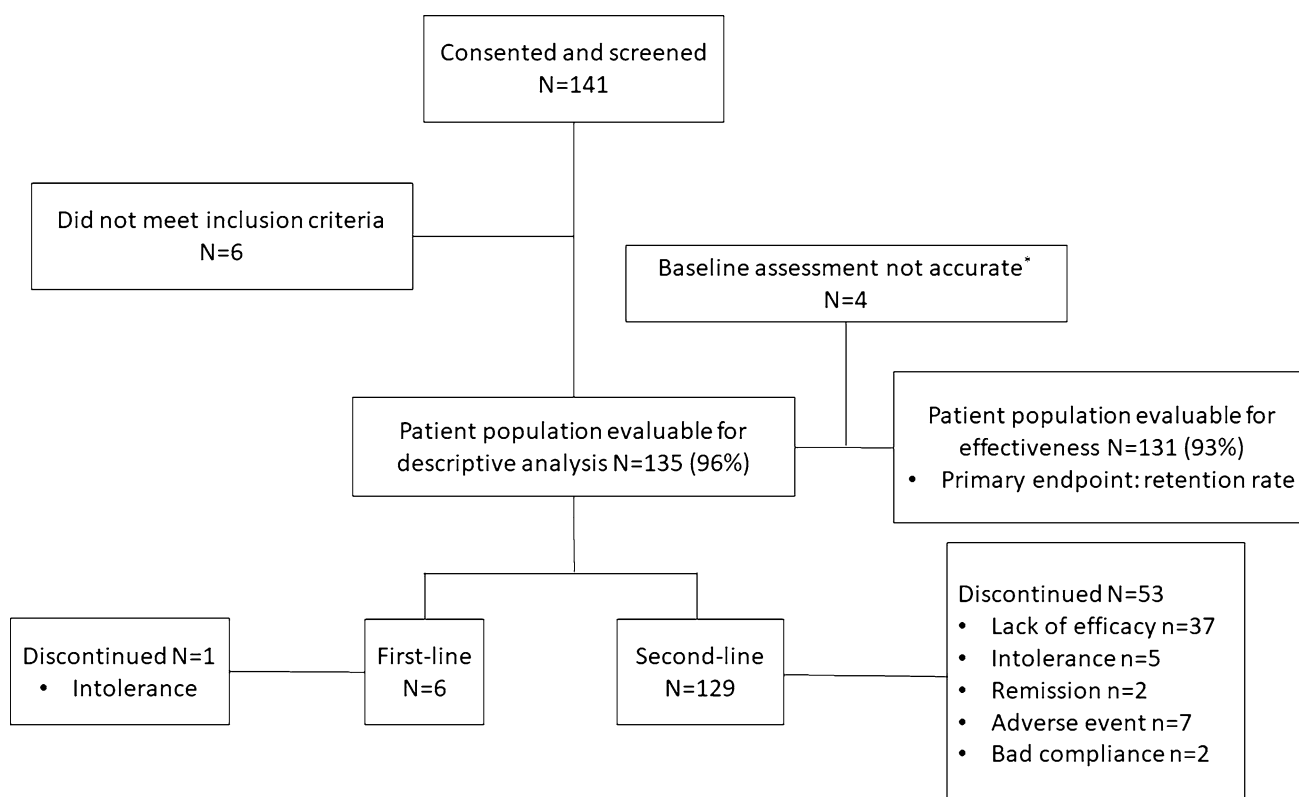 Consented and screened
N=141
Did not meet inclusion criteria
N=6
Baseline assessment not accurate*
N=4
Patient population evaluable for
descriptive analysis N=135 (96%)
Patient population evaluable for
effectiveness N=131 (93%)
• Primary endpoint: retention rate
Discontinued N=1
• Intolerance
First-line
N=6
Second-line
N=129
Discontinued N=53
• Lack of efficacy n=37
• Intolerance n=5
• Remission n=2
• Adverse event n=7
• Bad compliance n=2